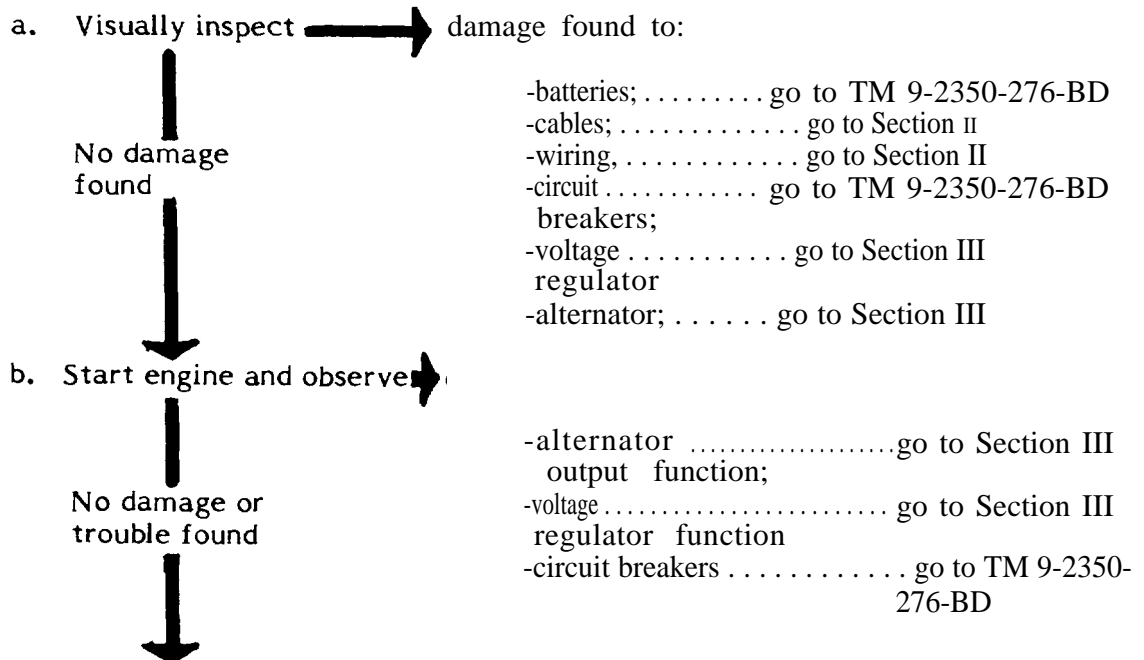 a. Visually inspect damage found to:
-batteries; ......... go to TM 9-2350-276-BD
-cables; ............. go to Section II
No damage
found
-wiring, ............. go to Section II
-circuit ............ go to TM 9-2350-276-BD
breakers;
-voltage ............ go to Section III
regulator
-alternator; ...... go to Section III
b. Start engine and observe
-alternator ..................... go to Section III
output function;
No damage or
trouble found
-voltage ......................... go to Section III
regulator function
-circuit breakers ............. go to TM 9-2350-
276-BD